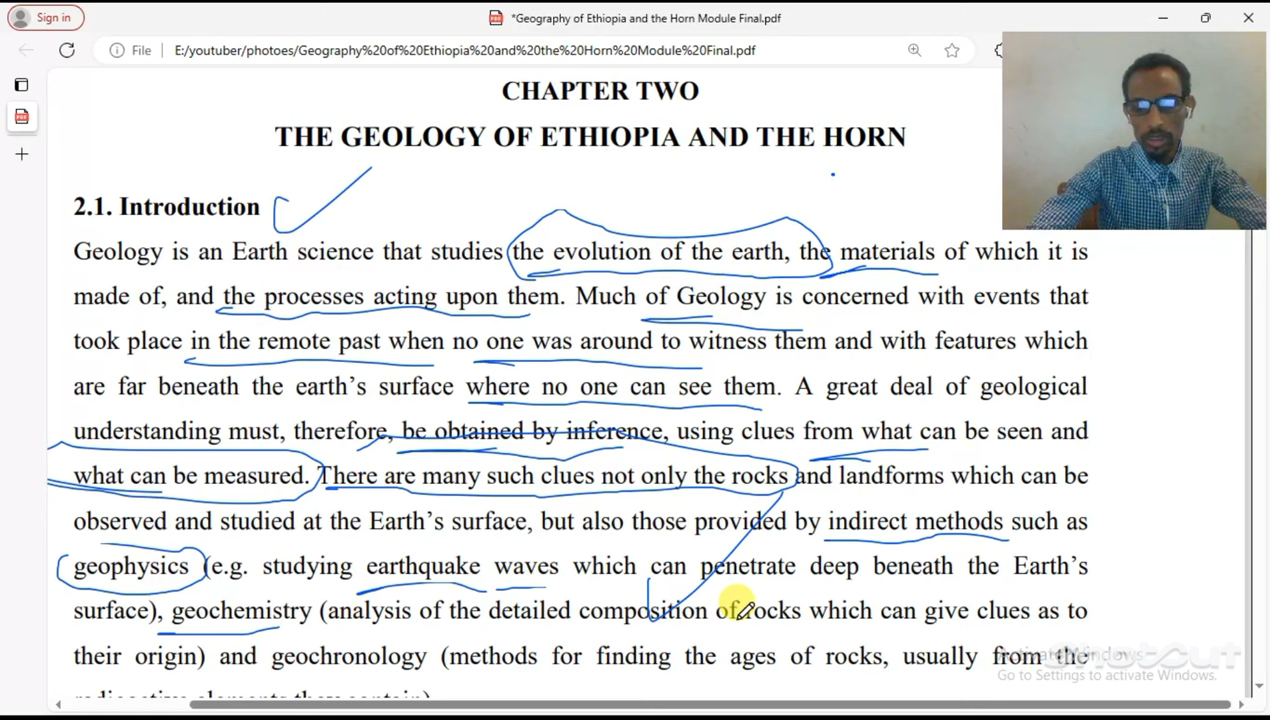 Sign in
*Geography of Ethiopia and the Horn Module Final.pdf
File
E:/youtuber/photoes/Geography%20of%20Ethiopia%20and%20the%20Horn%20Module%20Final.pdf
CHAPTER TWO
THE GEOLOGY OF ETHIOPIA AND THE HORN
2.1. Introduction
Geology is an Earth science that studies the evolution of the earth, the materials of which it is
made of, and the processes acting upon them. Much of Geology is concerned with events that
took place in the remote past when no one was around to witness them and with features which
are far beneath the earth's surface where no one can see them. A great deal of geological
understanding must, therefore, be obtained by inference, using clues from what can be seen and
what can be measured. There are many such clues not only the rocks and landforms which can be
observed and studied at the Earth's surface, but also those provided by indirect methods such as
geophysics (e.g. studying earthquake waves which can penetrate deep beneath the Earth's
surface), geochemistry (analysis of the detailed composition of rocks which can give clues as to
their origin) and geochronology (methods for finding the ages of rocks, usually from the
radioactive elements they contain)
Activate Windows
Go to Settings to activate Windows.
shotcut